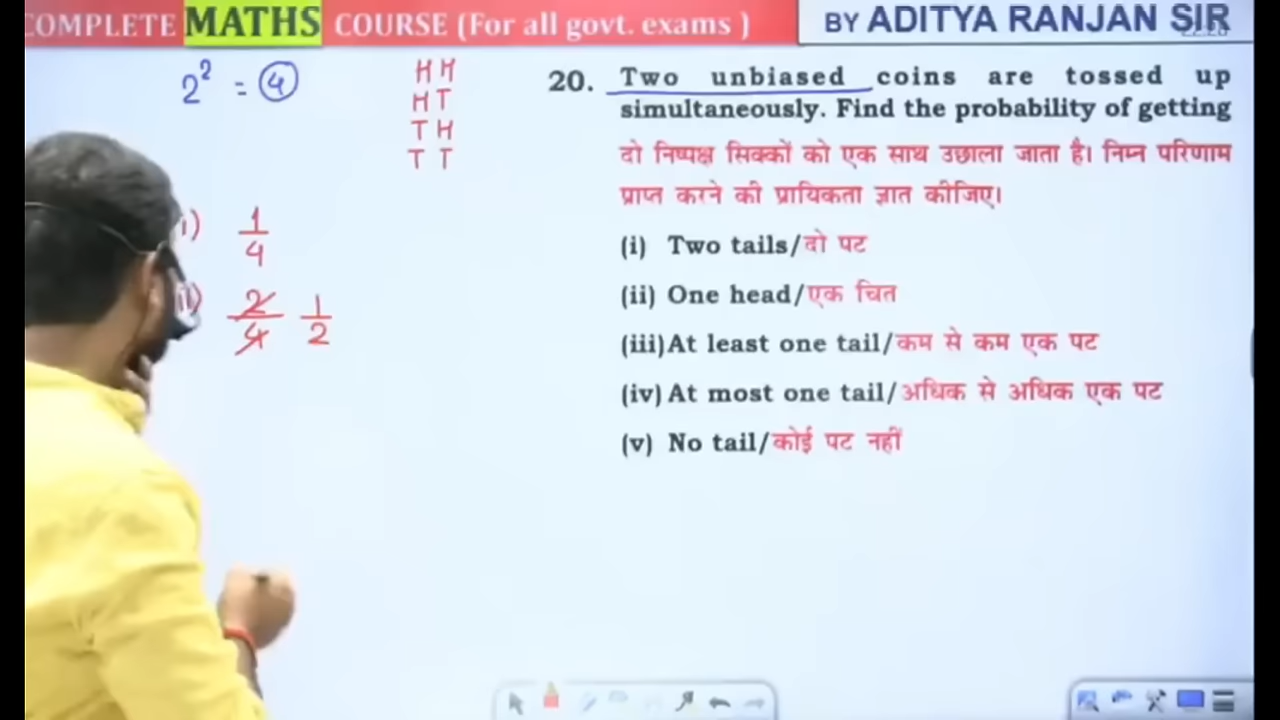 COMPLETE MATHS COURSE (For all govt. exams )
BY ADITYA RANJAN SIR
2² = 4
H H
H T
T H
T T
i) 1/4
2/4 1/2
20. Two unbiased coins are tossed up
simultaneously. Find the probability of getting
दो निष्पक्ष सिक्कों को एक साथ उछाला जाता है। निम्न परिणाम
प्राप्त करने की प्रायिकता ज्ञात कीजिए।
(i) Two tails/दो पट
(ii) One head/एक चित
(iii) At least one tail/कम से कम एक पट
(iv) At most one tail/अधिक से अधिक एक पट
(v) No tail/कोई पट नहीं